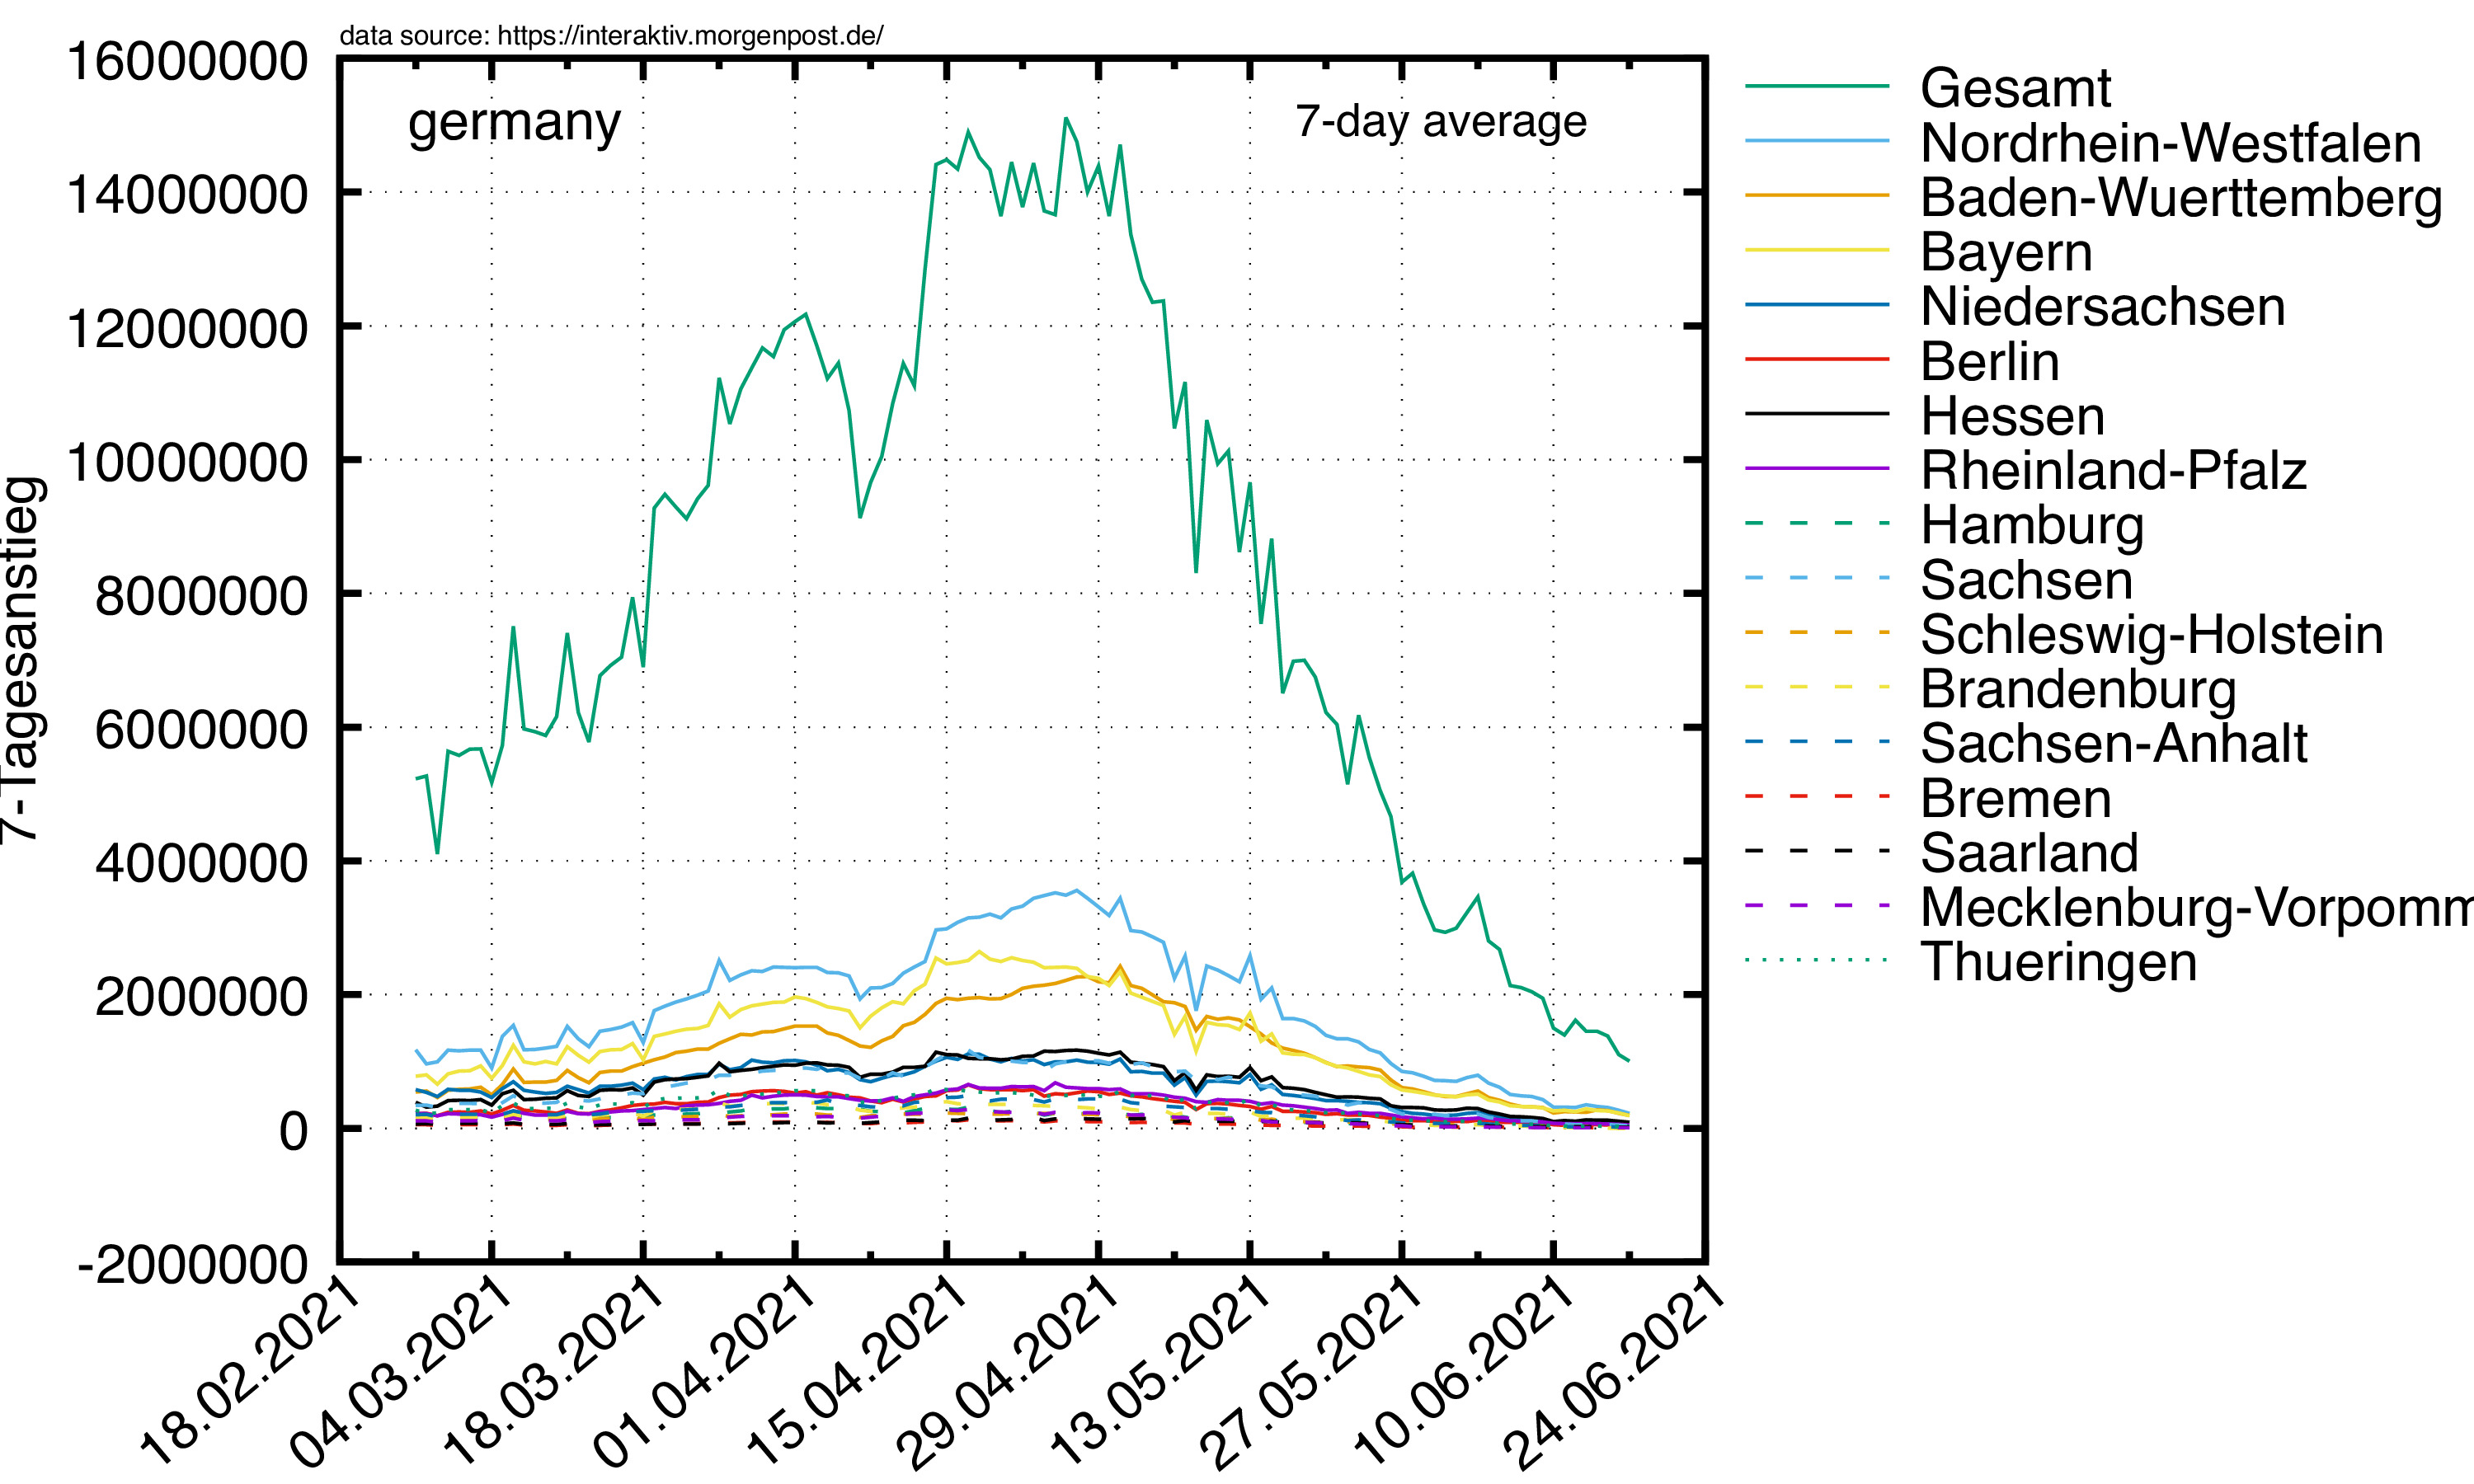 data source: https://interaktiv.morgenpost.de/
germany
7-day average
7-Tagesanstieg
16000000
14000000
12000000
10000000
8000000
6000000
4000000
2000000
0
-2000000
18.02.2021
04.03.2021
18.03.2021
01.04.2021
15.04.2021
29.04.2021
13.05.2021
27.05.2021
10.06.2021
24.06.2021
Gesamt
Nordrhein-Westfalen
Baden-Wuerttemberg
Bayern
Niedersachsen
Berlin
Hessen
Rheinland-Pfalz
Hamburg
Sachsen
Schleswig-Holstein
Brandenburg
Sachsen-Anhalt
Bremen
Saarland
Mecklenburg-Vorpomm
Thueringen